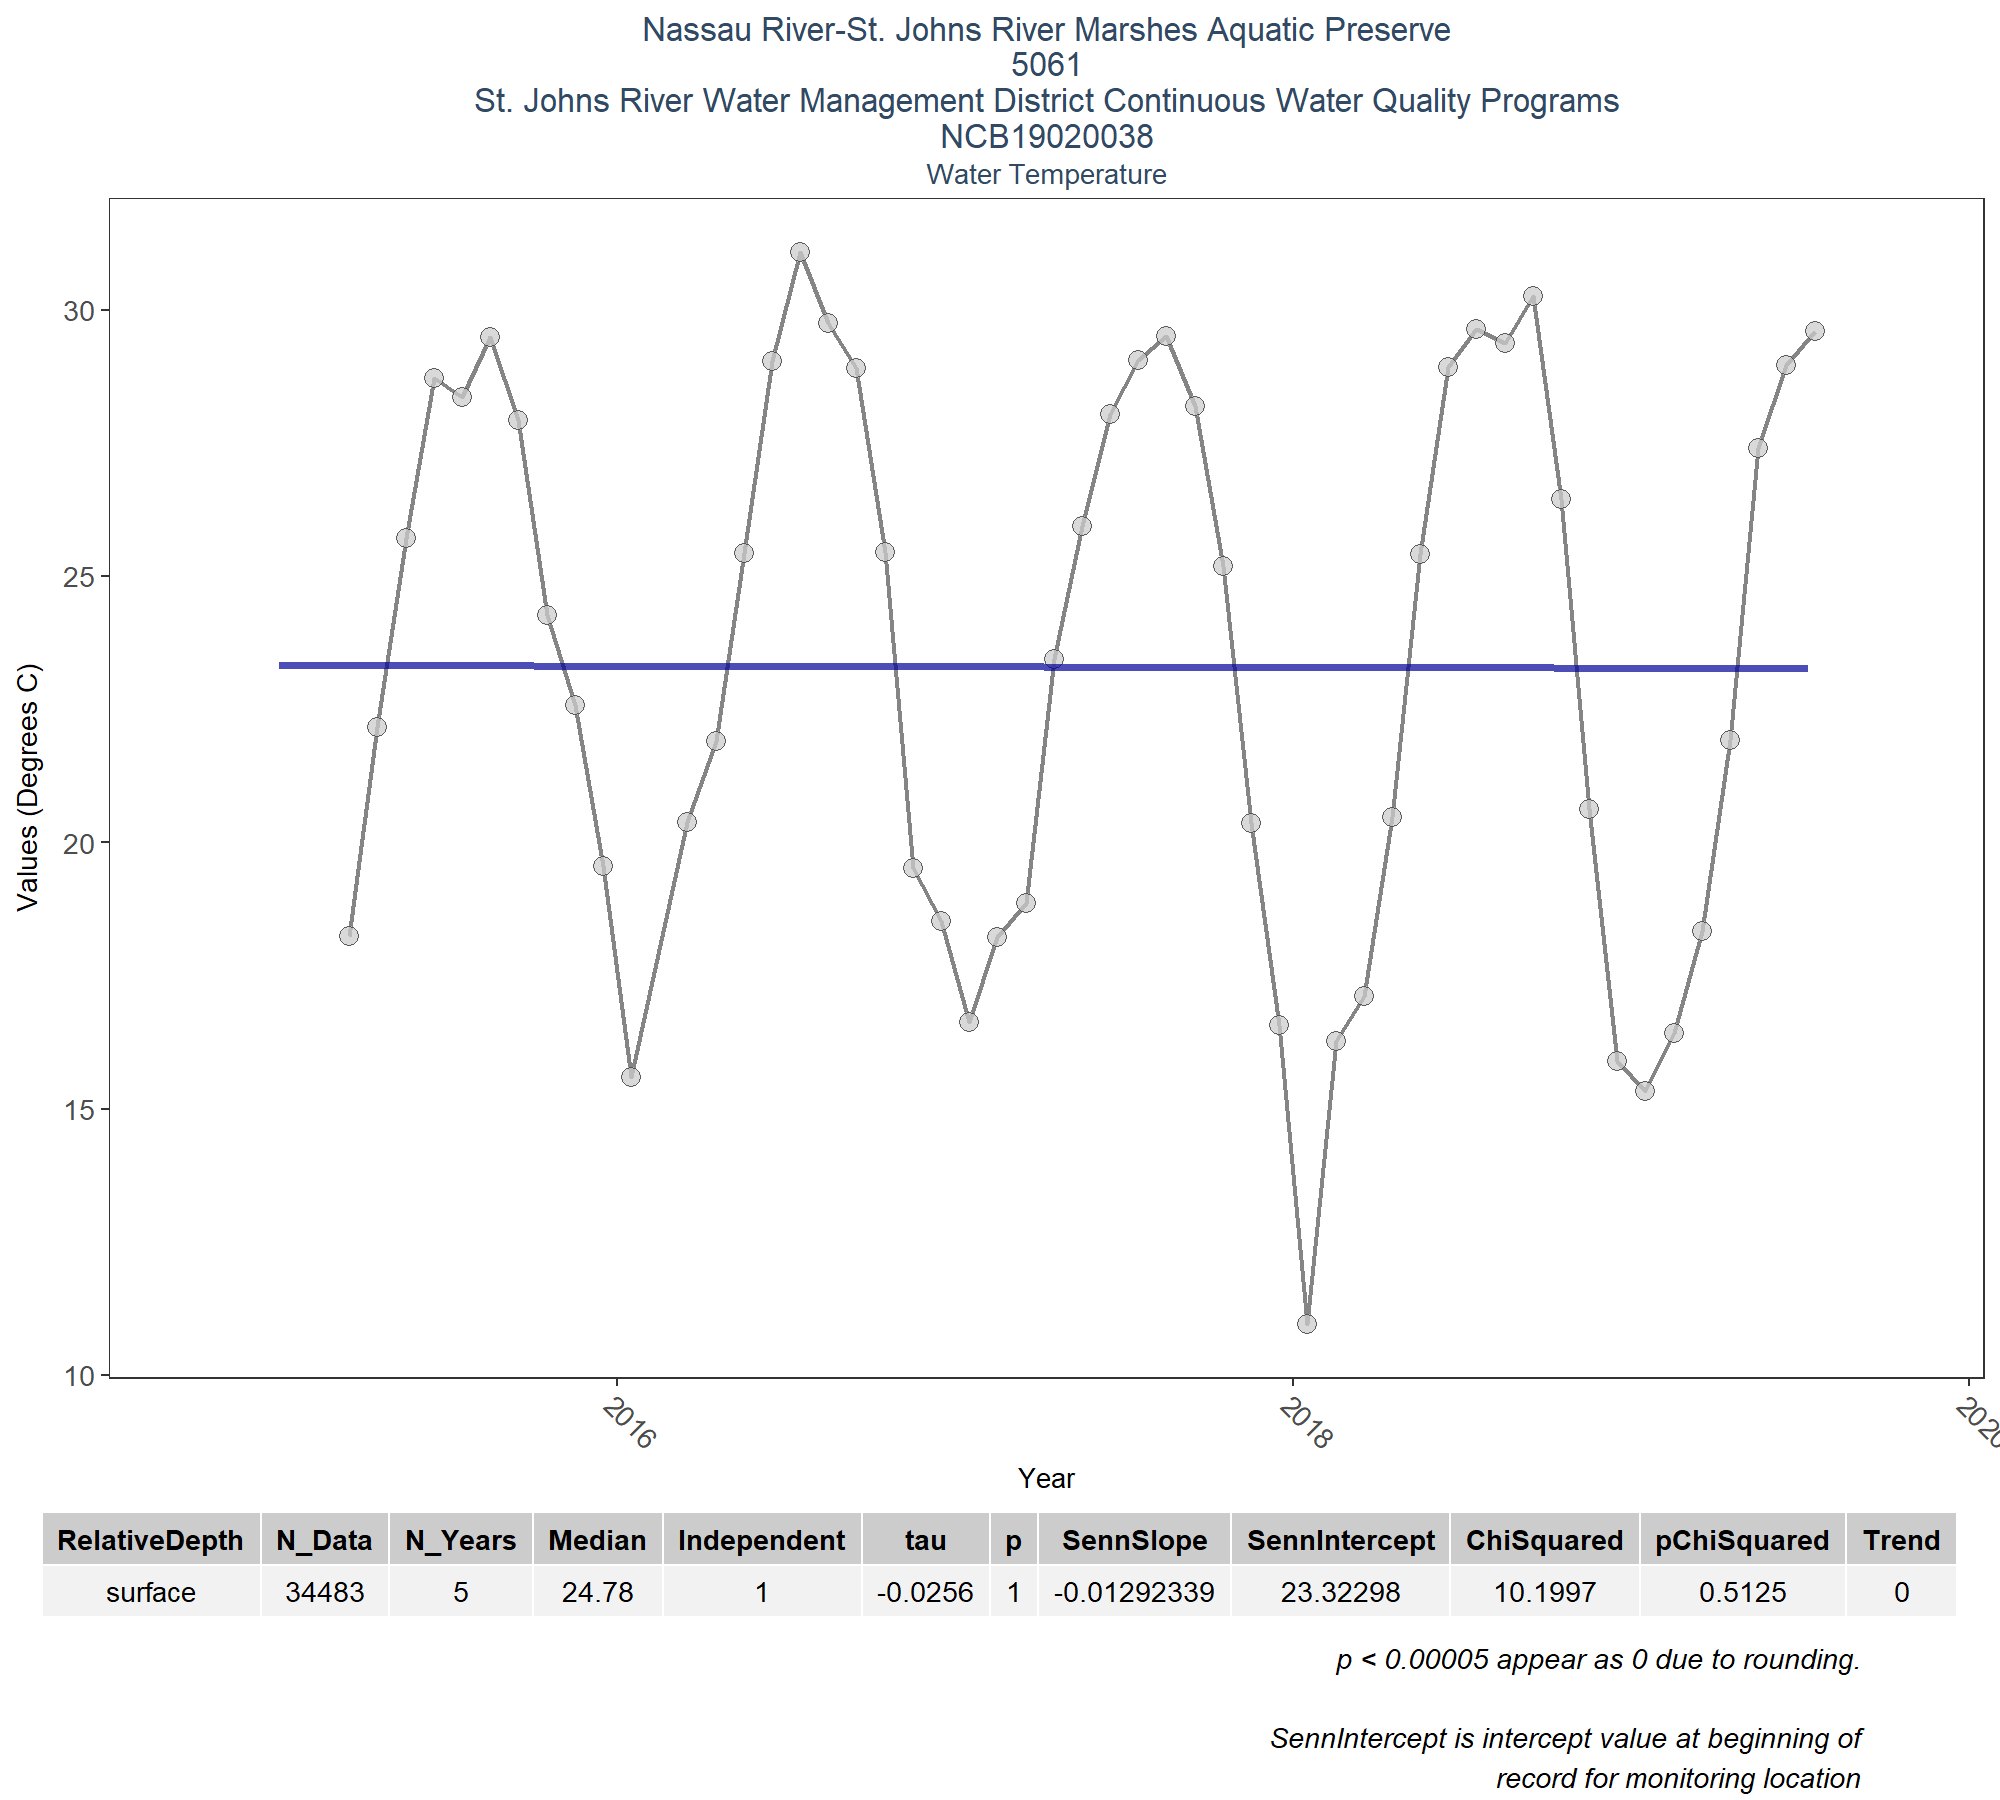 Nassau River-St. Johns River Marshes Aquatic Preserve
5061
St. Johns River Water Management District Continuous Water Quality Programs
NCB19020038
Water Temperature
Values (Degrees C)
30
25
20
15
10
2016
2018
2020
Year
RelativeDepth N_Data N_Years Median Independent tau p SennSlope SennIntercept ChiSquared pChiSquared Trend
surface 34483 5 24.78 1 -0.0256 1 -0.01292339 23.32298 10.1997 0.5125 0
p < 0.00005 appear as 0 due to rounding.
SennIntercept is intercept value at beginning of
record for monitoring location